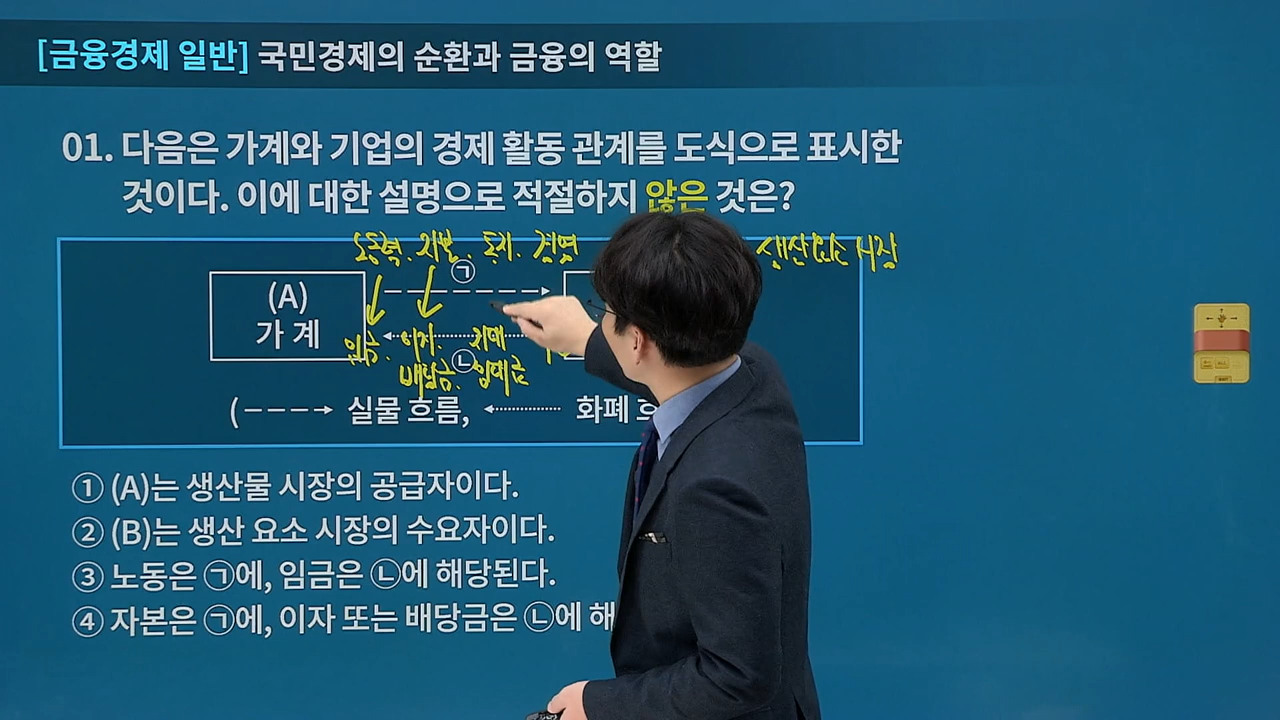 [금융경제 일반] 국민경제의 순환과 금융의 역할
01. 다음은 가계와 기업의 경제 활동 관계를 도식으로 표시한
것이다. 이에 대한 설명으로 적절하지 않은 것은?
노동력. 자본. 토지. 경영 생산요소 시장
㉠
(A)
가 계
임금. 이자. 지대
㉡
배당금. 임대료
( 실물 흐름, 화폐
① (A)는 생산물 시장의 공급자이다.
② (B)는 생산 요소 시장의 수요자이다.
③ 노동은 ㉠에, 임금은 ㉡에 해당된다.
④ 자본은 ㉠에, 이자 또는 배당금은 ㉡에 해